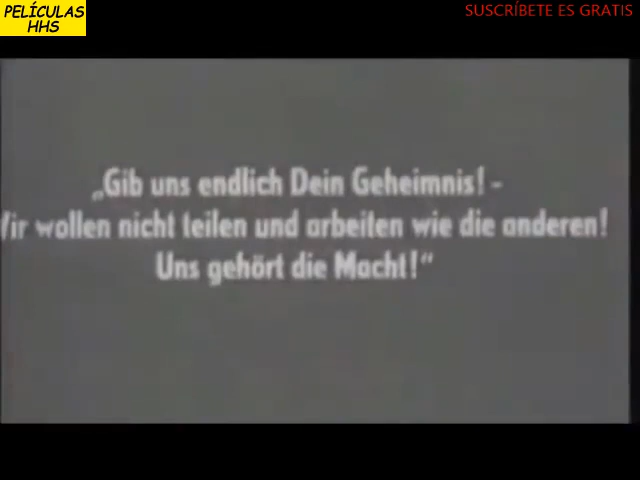 PELÍCULAS
HHS
SUSCRÍBETE ES GRATIS
„Gib uns endlich Dein Geheimnis! -
Wir wollen nicht teilen und arbeiten wie die anderen!
Uns gehört die Macht!“